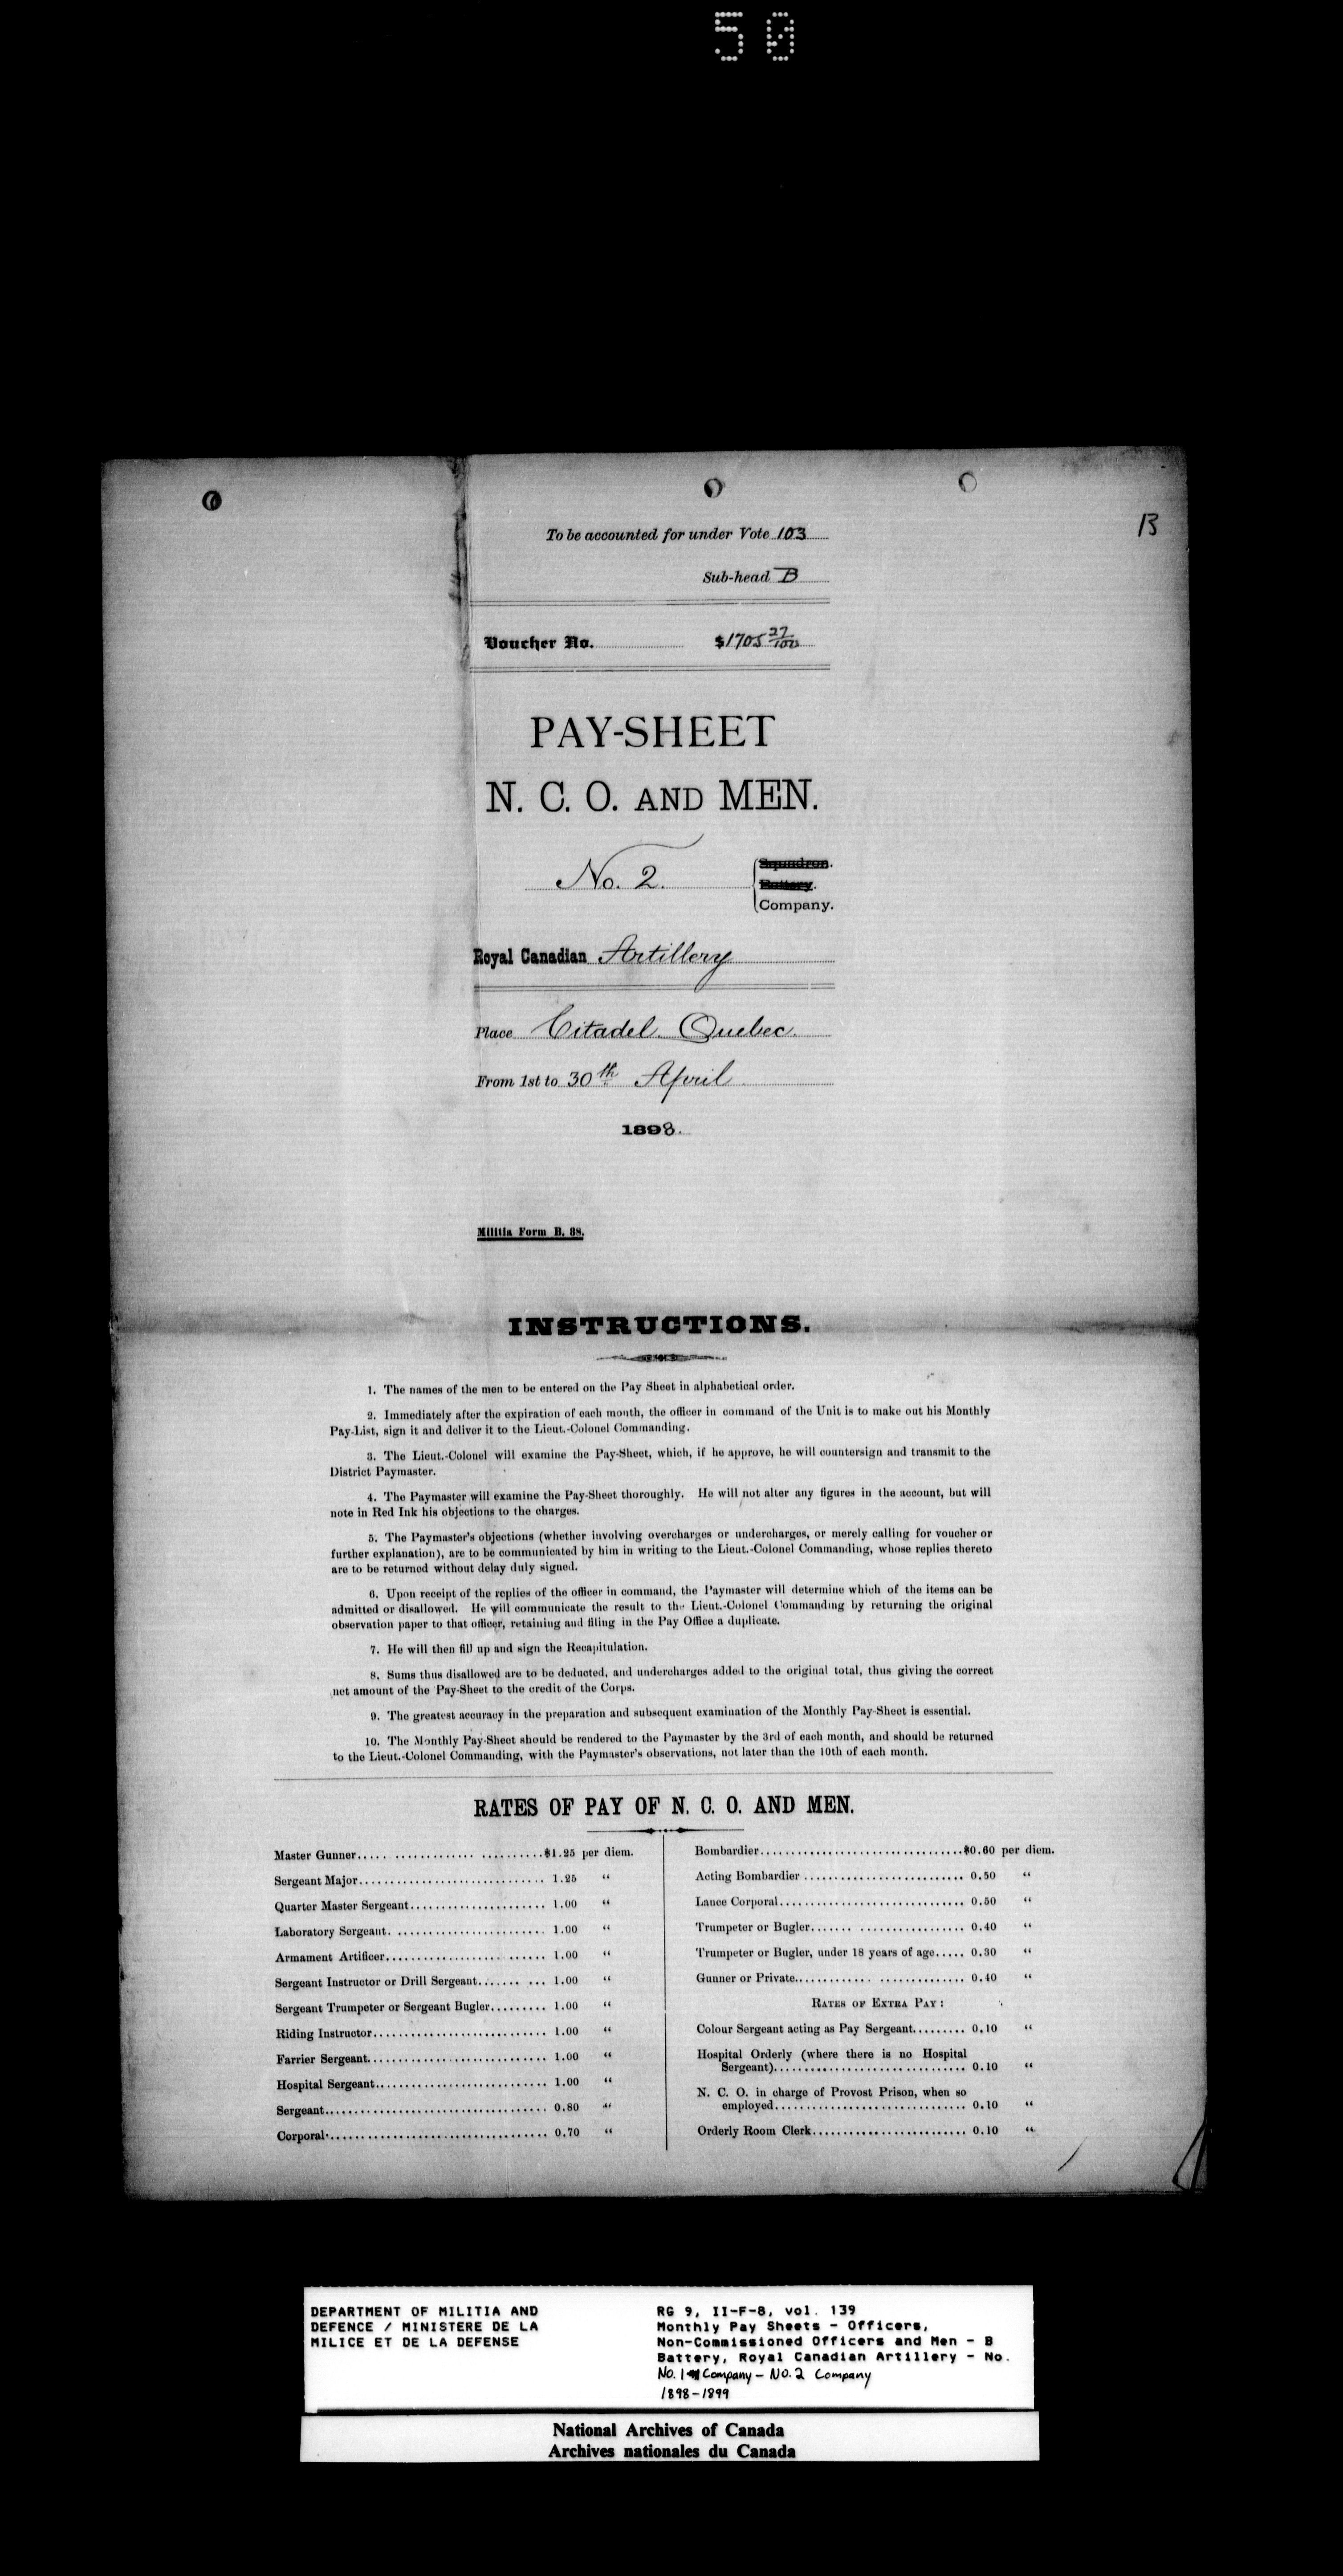 50
B
To be accounted for under Vote 103
Sub-head B
Voucher No. $1705 27/100
PAY-SHEET
N. C. O. AND MEN.
No. 2.
Squadron.
Battery.
Company.
Royal Canadian Artillery
Place Citadel Quebec.
From 1st to 30th April
1898.
Militia Form B. 38.
INSTRUCTIONS.
1. The names of the men to be entered on the Pay Sheet in alphabetical order.
2. Immediately after the expiration of each month, the officer in command of the Unit is to make out his Monthly
Pay-List, sign it and deliver it to the Lieut.-Colonel Commanding.
3. The Lieut.-Colonel will examine the Pay-Sheet, which, if he approve, he will countersign and transmit to the
District Paymaster.
4. The Paymaster will examine the Pay-Sheet thoroughly. He will not alter any figures in the account, but will
note in Red Ink his objections to the charges.
5. The Paymaster's objections (whether involving overcharges or undercharges, or merely calling for voucher or
further explanation), are to be communicated by him in writing to the Lieut.-Colonel Commanding, whose replies thereto
are to be returned without delay duly signed.
6. Upon receipt of the replies of the officer in command, the Paymaster will determine which of the items can be
admitted or disallowed. He will communicate the result to the Lieut.-Colonel Commanding by returning the original
observation paper to that officer, retaining and filing in the Pay Office a duplicate.
7. He will then fill up and sign the Recapitulation.
8. Sums thus disallowed are to be deducted, and undercharges added to the original total, thus giving the correct
net amount of the Pay-Sheet to the credit of the Corps.
9. The greatest accuracy in the preparation and subsequent examination of the Monthly Pay-Sheet is essential.
10. The Monthly Pay-Sheet should be rendered to the Paymaster by the 3rd of each month, and should be returned
to the Lieut.-Colonel Commanding, with the Paymaster's observations, not later than the 10th of each month.
RATES OF PAY OF N. C. O. AND MEN.
Master Gunner $1.25 per diem.
Sergeant Major 1.25 "
Quarter Master Sergeant 1.00 "
Laboratory Sergeant 1.00 "
Armament Artificer 1.00 "
Sergeant Instructor or Drill Sergeant 1.00 "
Sergeant Trumpeter or Sergeant Bugler 1.00 "
Riding Instructor 1.00 "
Farrier Sergeant 1.00 "
Hospital Sergeant 1.00 "
Sergeant 0.80 "
Corporal 0.70 "
Bombardier $0.60 per diem.
Acting Bombardier 0.50 "
Lance Corporal 0.50 "
Trumpeter or Bugler 0.40 "
Trumpeter or Bugler, under 18 years of age 0.30 "
Gunner or Private 0.40 "
RATES OF EXTRA PAY:
Colour Sergeant acting as Pay Sergeant 0.10 "
Hospital Orderly (where there is no Hospital
Sergeant) 0.10 "
N. C. O. in charge of Provost Prison, when so
employed 0.10 "
Orderly Room Clerk 0.10 "
DEPARTMENT OF MILITIA AND
DEFENCE / MINISTERE DE LA
MILICE ET DE LA DEFENSE
RG 9, II-F-8, vol. 139
Monthly Pay Sheets - Officers,
Non-Commissioned Officers and Men - B
Battery, Royal Canadian Artillery - No.
No. 1 Company - No. 2 Company
1898-1899
National Archives of Canada
Archives nationales du Canada